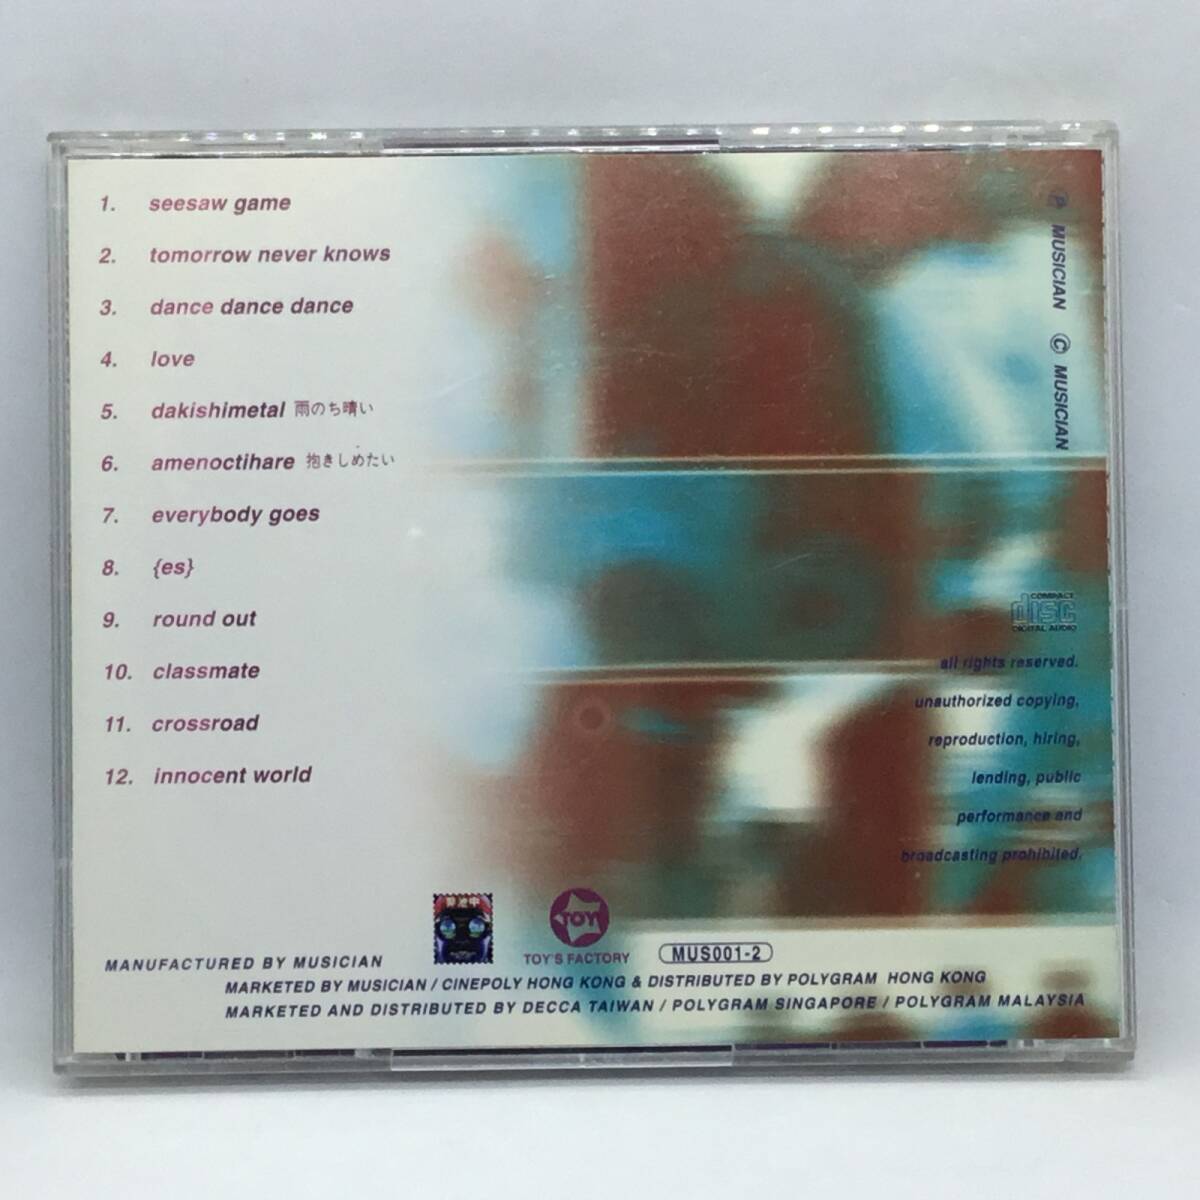 1. seesaw game
2. tomorrow never knows
3. dance dance dance
4. love
5. dakishimetal 雨のち晴い
6. amenoctihare 抱きしめたい
7. everybody goes
8. {es}
9. round out
10. classmate
11. crossroad
12. innocent world
Ⓟ MUSICIAN © MUSICIAN
COMPACT
disc
DIGITAL AUDIO
all rights reserved.
unauthorized copying,
reproduction, hiring,
lending, public
performance and
broadcasting prohibited.
TOY
TOY'S FACTORY
MUS001-2
MANUFACTURED BY MUSICIAN
MARKETED BY MUSICIAN / CINEPOLY HONG KONG & DISTRIBUTED BY POLYGRAM HONG KONG
MARKETED AND DISTRIBUTED BY DECCA TAIWAN / POLYGRAM SINGAPORE / POLYGRAM MALAYSIA